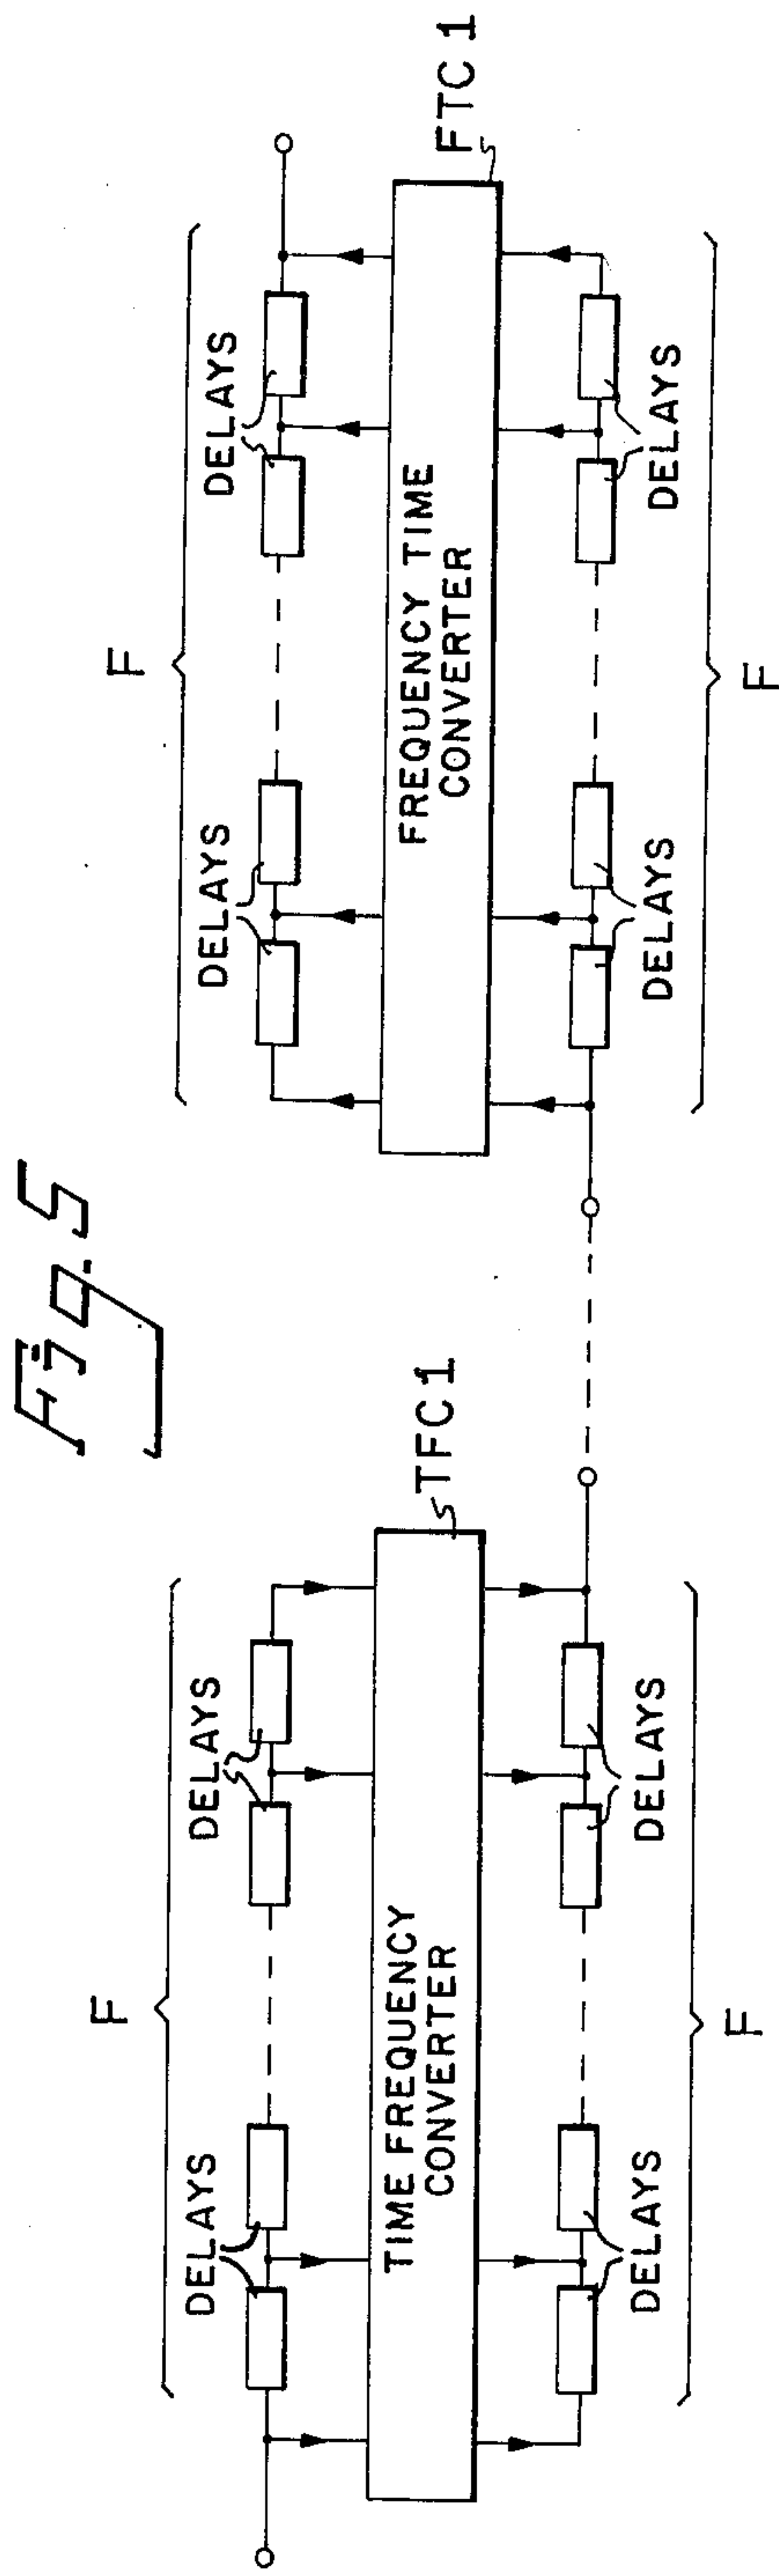 Fig. 5
F
DELAYS
DELAYS
TIME FREQUENCY
CONVERTER
TFC 1
DELAYS
DELAYS
F
F
DELAYS
DELAYS
FREQUENCY TIME
CONVERTER
FTC 1
DELAYS
DELAYS
F